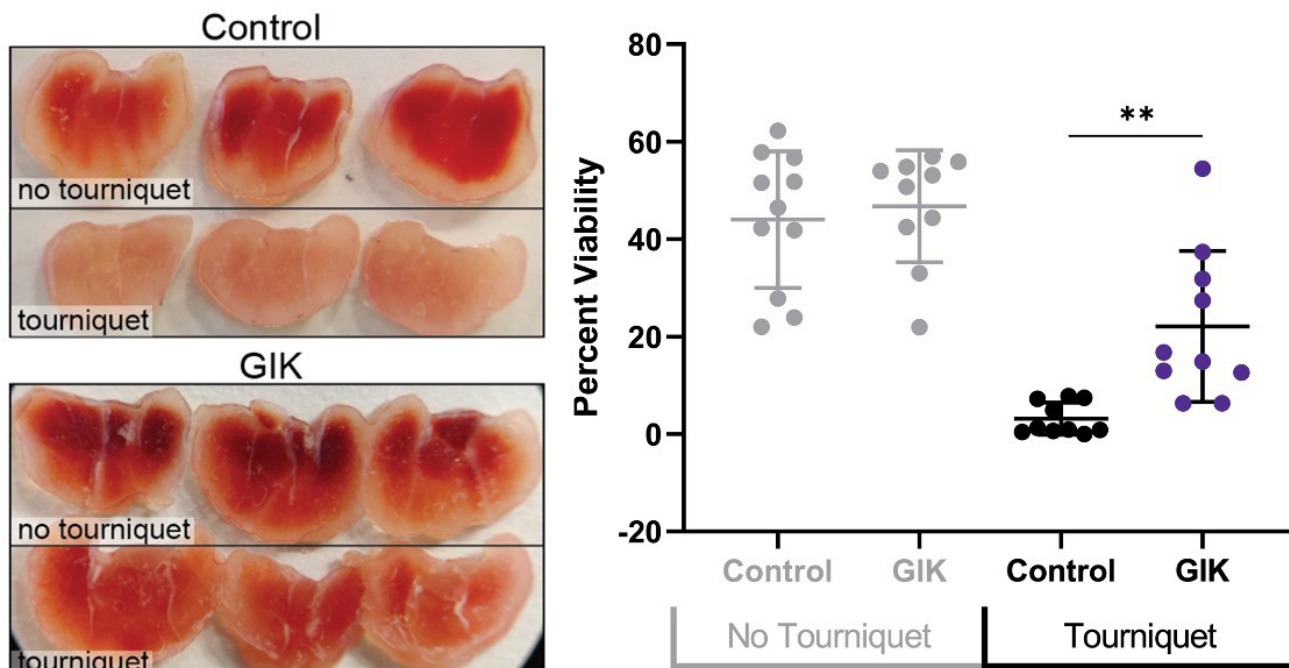 Control
no tourniquet
tourniquet
GIK
no tourniquet
tourniquet
Percent Viability
80
60
40
20
0
-20
**
Control
GIK
Control
GIK
No Tourniquet
Tourniquet